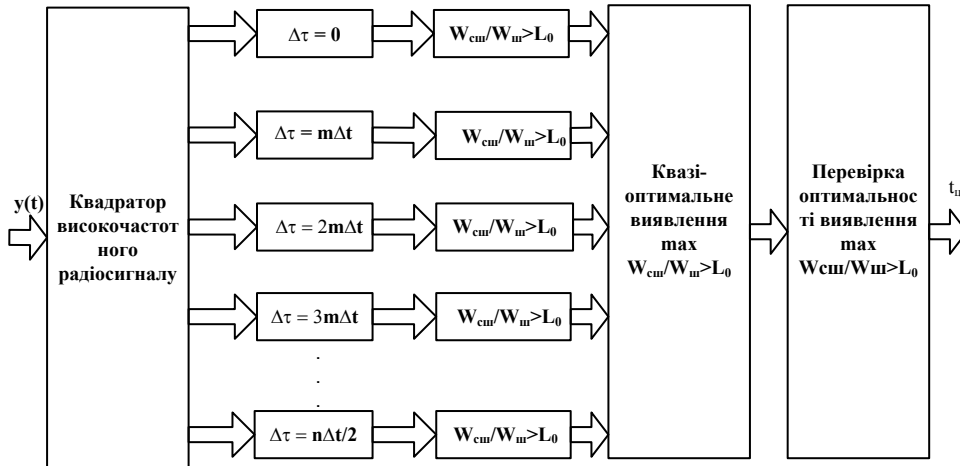 y(t)
Квадратор
височастот
ного
радіосигналу
Δτ = 0
Wсш/Wш>L0
Δτ = mΔt
Wсш/Wш>L0
Δτ = 2mΔt
Wсш/Wш>L0
Δτ = 3mΔt
Wсш/Wш>L0
.
.
.
Δτ = nΔt/2
Wсш/Wш>L0
Квазі-
оптимальне
виявлення
max
Wсш/Wш>L0
Перевірка
оптимальнос
ті виявлення
max
Wсш/Wш>L0